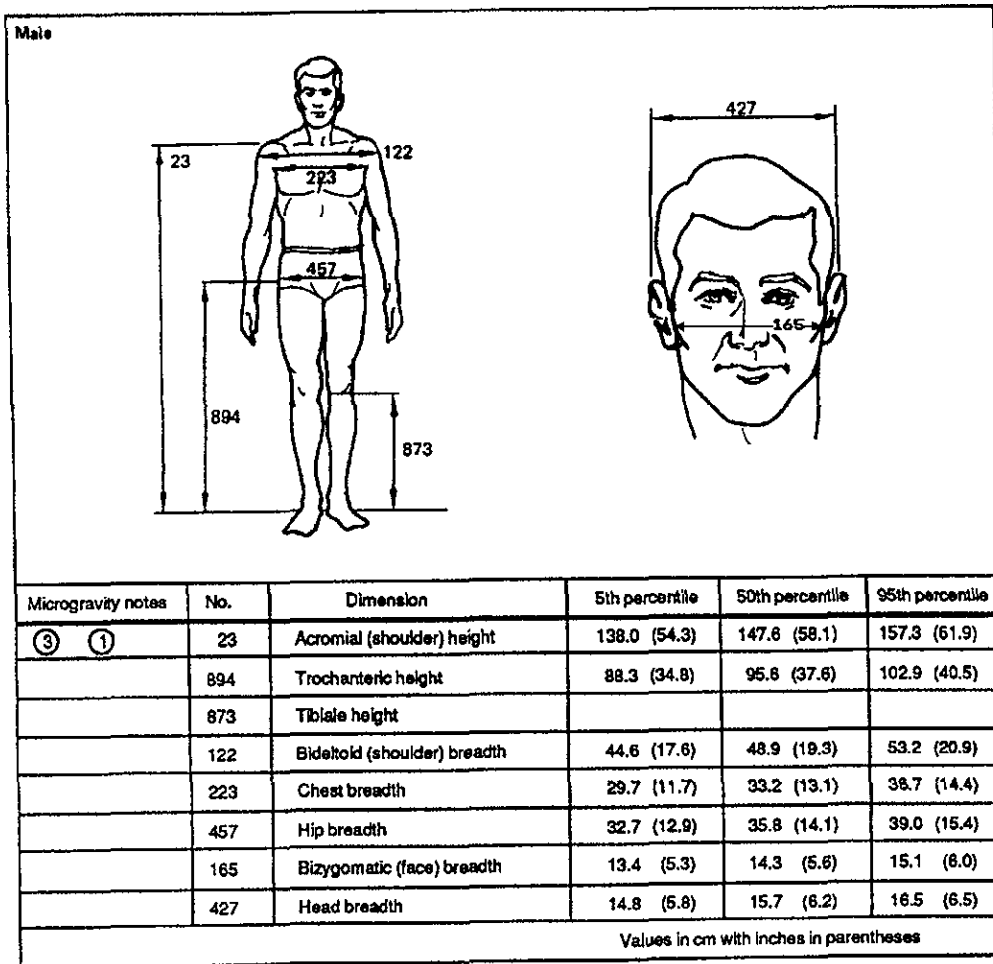 Male
427
23
122
223
457
165
894
873
Microgravity notes No. Dimension 5th percentile 50th percentile 95th percentile
③ ① 23 Acromial (shoulder) height 138.0 (54.3) 147.6 (58.1) 157.3 (61.9)
894 Trochanteric height 88.3 (34.8) 95.6 (37.6) 102.9 (40.5)
873 Tibiale height
122 Bideltoid (shoulder) breadth 44.6 (17.6) 48.9 (19.3) 53.2 (20.9)
223 Chest breadth 29.7 (11.7) 33.2 (13.1) 36.7 (14.4)
457 Hip breadth 32.7 (12.9) 35.8 (14.1) 39.0 (15.4)
165 Bizygomatic (face) breadth 13.4 (5.3) 14.3 (5.6) 15.1 (6.0)
427 Head breadth 14.8 (5.8) 15.7 (6.2) 16.5 (6.5)
Values in cm with inches in parentheses